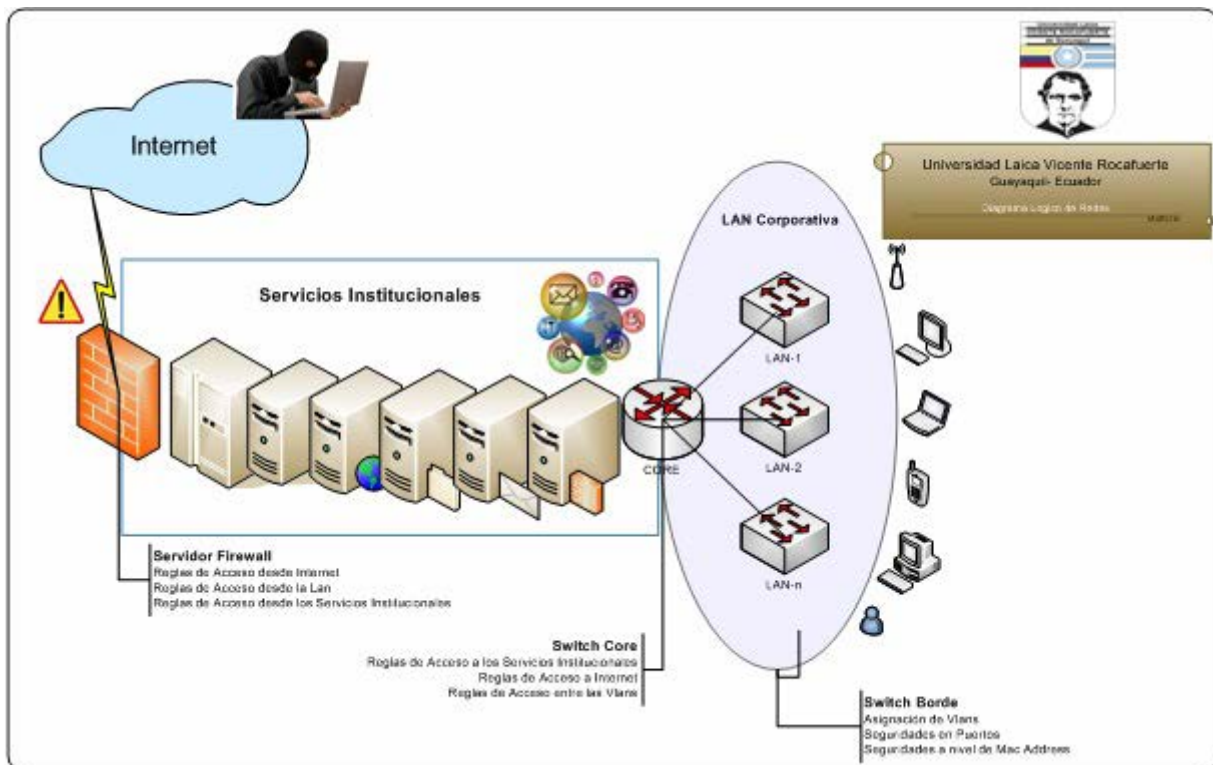 Internet
Universidad Laica
Universidad Laica Vicente Rocafuerte
Guayaquil- Ecuador
Diagrama Logico de Redes
LAN Corporativa
Servicios Institucionales
LAN-1
LAN-2
LAN-n
CORE
Servidor Firewall
Reglas de Acceso desde Internet
Reglas de Acceso desde la Lan
Reglas de Acceso desde los Servicios Institucionales
Switch Core
Reglas de Acceso a los Servicios Institucionales
Reglas de Acceso a Internet
Reglas de Acceso entre las Vlans
Switch Borde
Asignación de Vlans
Seguridades en Puertos
Seguridades a nivel de Mac Address